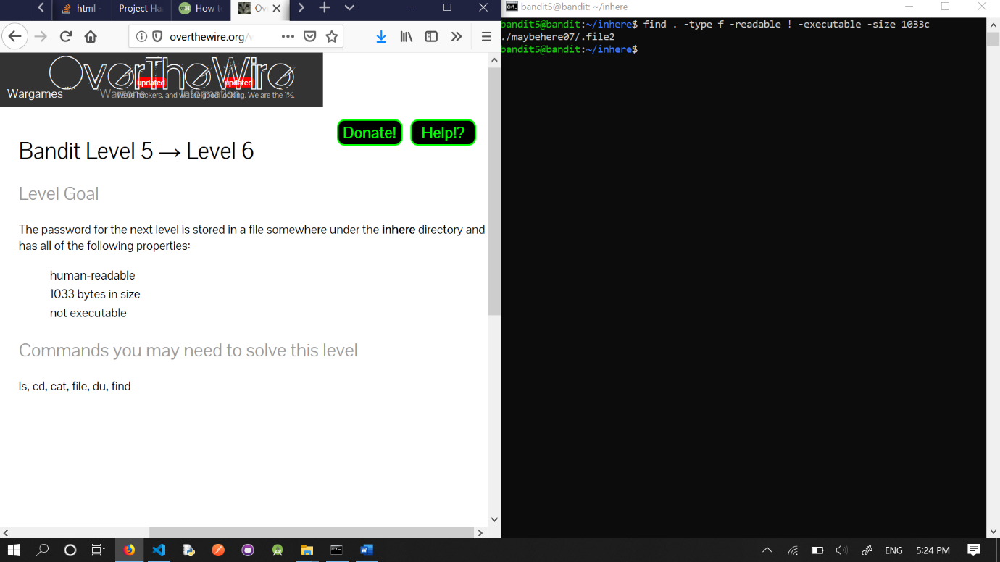 html
Project Ha
How to
Ov
overthewire.org/
OverTheWire
updated updated
We're hackers, and we are good-looking. We are the 1%.
Wargames Warzone Information
Donate! Help!?
Bandit Level 5 → Level 6
Level Goal
The password for the next level is stored in a file somewhere under the inhere directory and
has all of the following properties:
human-readable
1033 bytes in size
not executable
Commands you may need to solve this level
ls, cd, cat, file, du, find
bandit5@bandit: ~/inhere
bandit5@bandit:~/inhere$ find . -type f -readable ! -executable -size 1033c
./maybehere07/.file2
bandit5@bandit:~/inhere$
ENG 5:24 PM